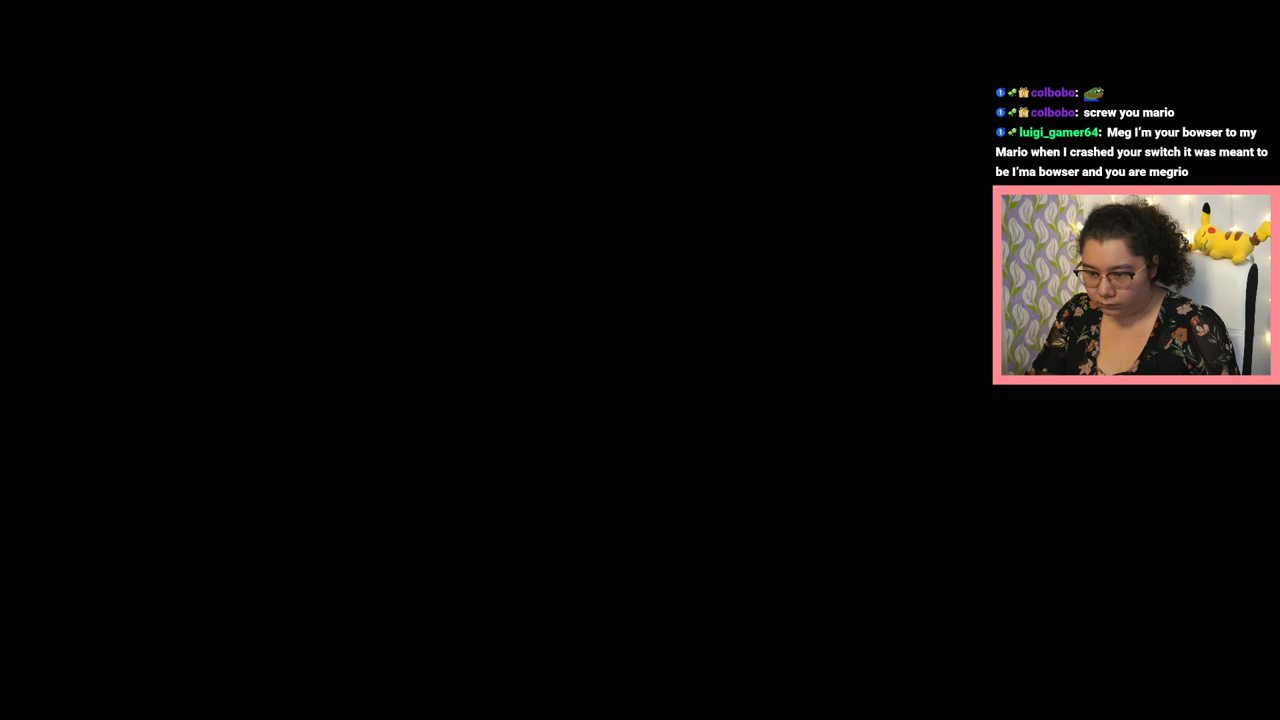 colbobo:
colbobo: screw you mario
luigi_gamer64: Meg I'm your bowser to my
Mario when I crashed your switch it was meant to
be I'ma bowser and you are megrio